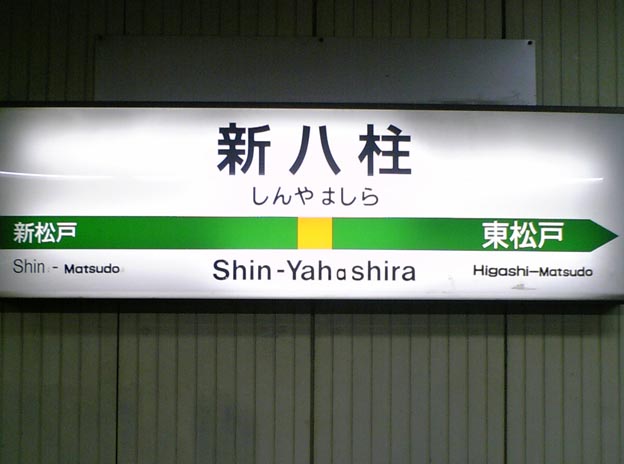 新八柱
しんやはしら
新松戸
東松戸
Shin-Matsudo
Shin-Yahashira
Higashi-Matsudo